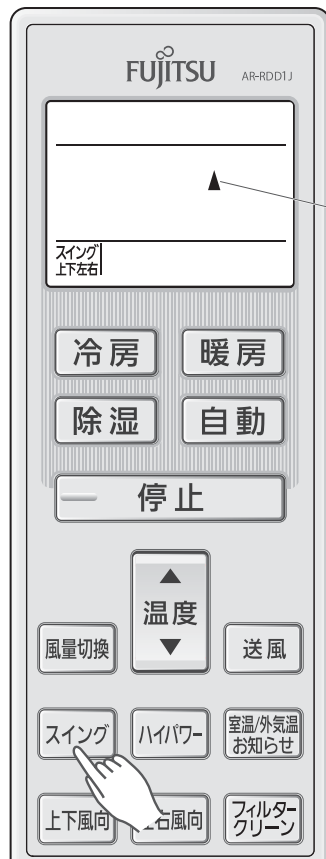 FUJITSU AR-RDD1J
スイング
上下左右
冷房 暖房
除湿 自動
停止
▲
温度
▼
風量切換 送風
スイング ハイパワー 室温/外気温
お知らせ
上下風向 右風向 フィルター
クリーン